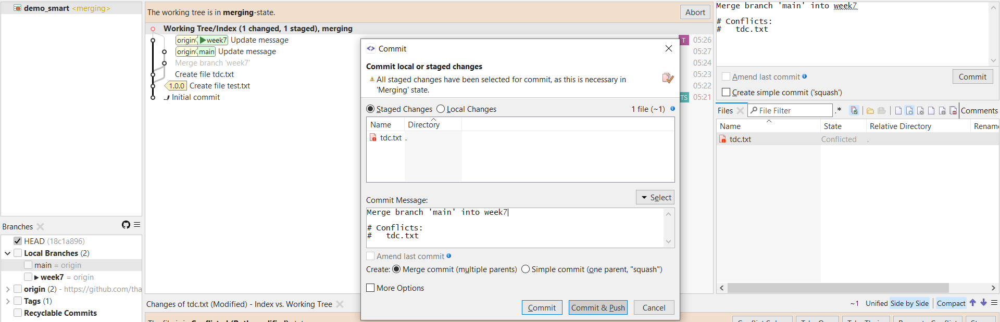 demo_smart <merging>
The working tree is in merging-state.
Abort
Working Tree/Index (1 changed, 1 staged), merging
origin week7 Update message T 05:26
origin main Update message 05:27
Merge branch 'week7' 05:24
Create file tdc.txt 05:23
1.0.0 Create file test.txt 05:22
Initial commit TS 05:21
Commit
Commit local or staged changes
All staged changes have been selected for commit, as this is necessary in
'Merging' state.
Staged Changes Local Changes 1 file (~1)
Name Directory
tdc.txt .
Commit Message: Select
Merge branch 'main' into week7
# Conflicts:
# tdc.txt
Amend last commit
Create: Merge commit (multiple parents) Simple commit (one parent, "squash")
More Options
Commit Commit & Push Cancel
Merge branch 'main' into week7
# Conflicts:
# tdc.txt
Amend last commit Commit
Create simple commit ('squash')
Files File Filter .* Comments
Name State Relative Directory Renam
tdc.txt Conflicted .
Branches
HEAD (18c1a896)
Local Branches (2)
main = origin
week7 = origin
origin (2) - https://github.com/tha
Tags (1)
Recyclable Commits
Changes of tdc.txt (Modified) - Index vs. Working Tree
~1 Unified Side by Side Compact